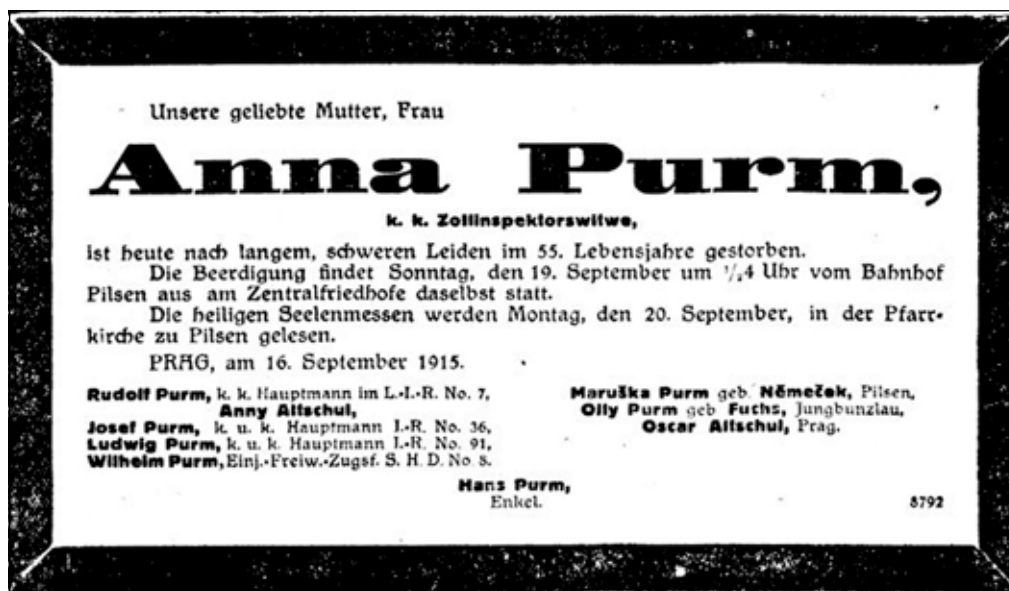 Unsere geliebte Mutter, Frau
Anna Purm,
k. k. Zollinspektorswitwe,
ist heute nach langem, schweren Leiden im 55. Lebensjahre gestorben.
Die Beerdigung findet Sonntag, den 19. September um 4 Uhr vom Bahnhof
Pilsen aus am Zentralfriedhofe daselbst statt.
Die heiligen Seelenmessen werden Montag, den 20. September, in der Pfarr-
kirche zu Pilsen gelesen.
PRAG, am 16. September 1915.
Rudolf Purm, k. k. Hauptmann im L.-I.-R. No. 7,
Anny Altschul,
Josef Purm, k. u. k. Hauptmann I.-R. No. 36,
Ludwig Purm, k. u. k. Hauptmann I.-R. No. 91,
Wilhelm Purm, Einj.-Freiw.-Zugsf. S. H. D. No 8.
Maruška Purm geb. Němeček, Pilsen,
Olly Purm geb Fuchs, Jungbunzlau,
Oscar Altschul, Prag.
Hans Purm,
Enkel.
8792